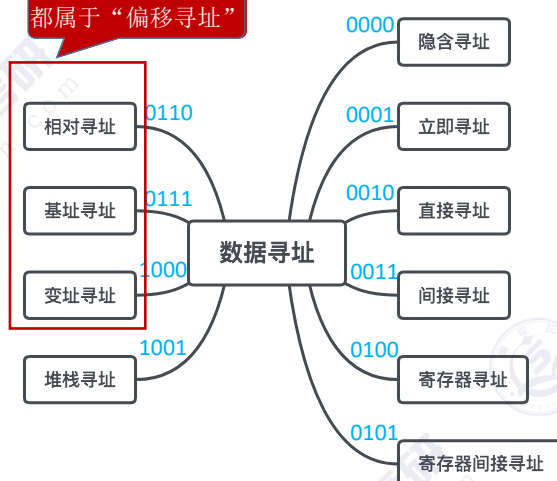 都属于“偏移寻址”
0000
隐含寻址
0110
相对寻址
0001
立即寻址
0111
基址寻址
0010
直接寻址
数据寻址
1000
变址寻址
0011
间接寻址
1001
堆栈寻址
0100
寄存器寻址
0101
寄存器间接寻址